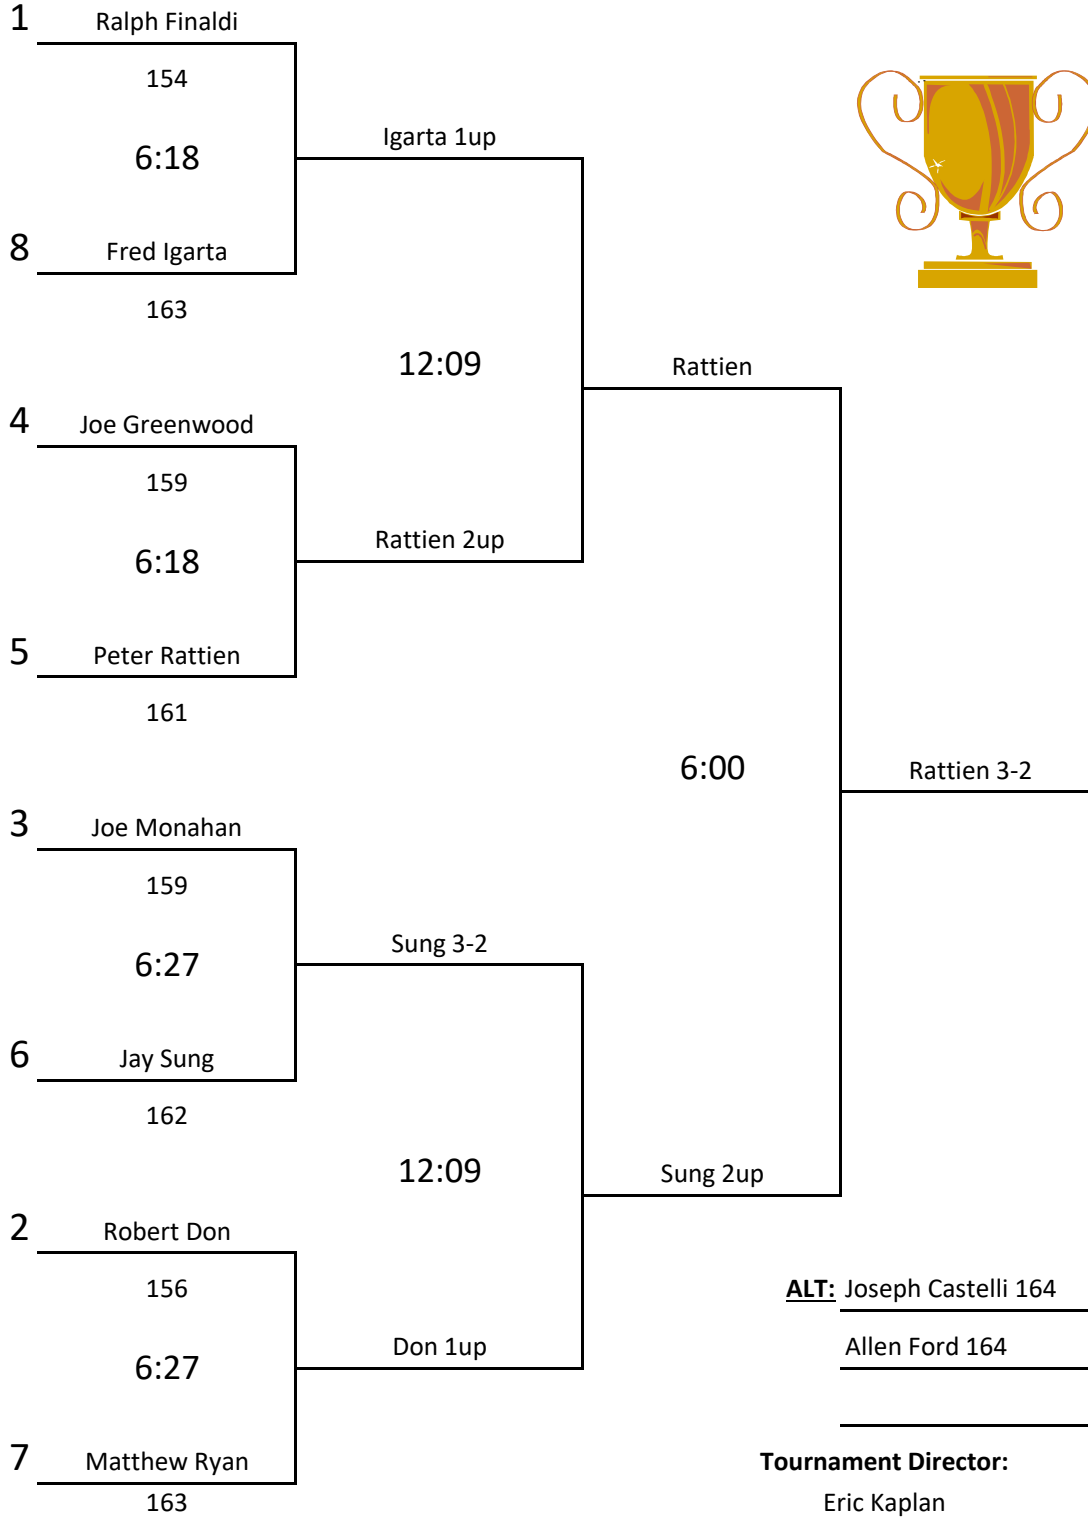 1 Ralph Finaldi
154
Igarta 1up
6:18
8 Fred Igarta
163
12:09
Rattien
4 Joe Greenwood
159
Rattien 2up
6:18
5 Peter Rattien
161
6:00
Rattien 3-2
3 Joe Monahan
159
Sung 3-2
6:27
6 Jay Sung
162
12:09
Sung 2up
2 Robert Don
156
ALT: Joseph Castelli 164
Don 1up
Allen Ford 164
6:27
7 Matthew Ryan
163
Tournament Director:
Eric Kaplan